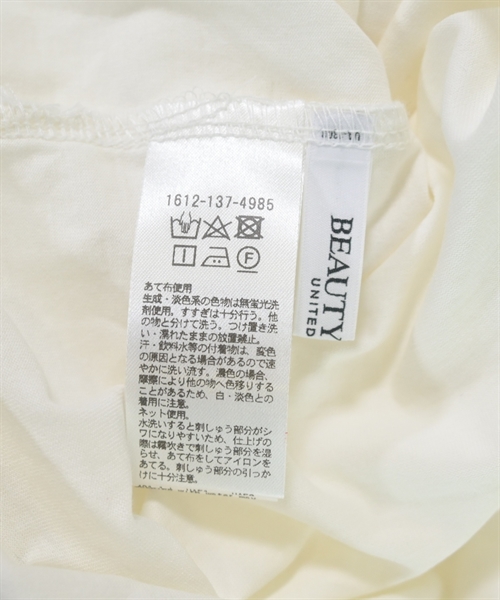 1612-137-4985
F
あて布使用
生成・淡色系の色物は無蛍光洗
剤使用。すすぎは十分行う。他
の物と分けて洗う。つけ置き洗
い・濡れたままの放置禁止。
汗・飲料水等の付着物は、変色
の原因となる場合があるので速
やかに洗い流す。濃色の場合、
摩擦により他の物へ色移りする
ことがあるため、白・淡色との
着用に注意。
ネット使用。
水洗いすると刺しゅう部分がシ
ワになりやすいため、仕上げの
際は霧吹きで刺しゅう部分を湿
らせ、あて布をしてアイロンを
あてる。刺しゅう部分の引っか
けに十分注意。
BEAUTY
UNITED